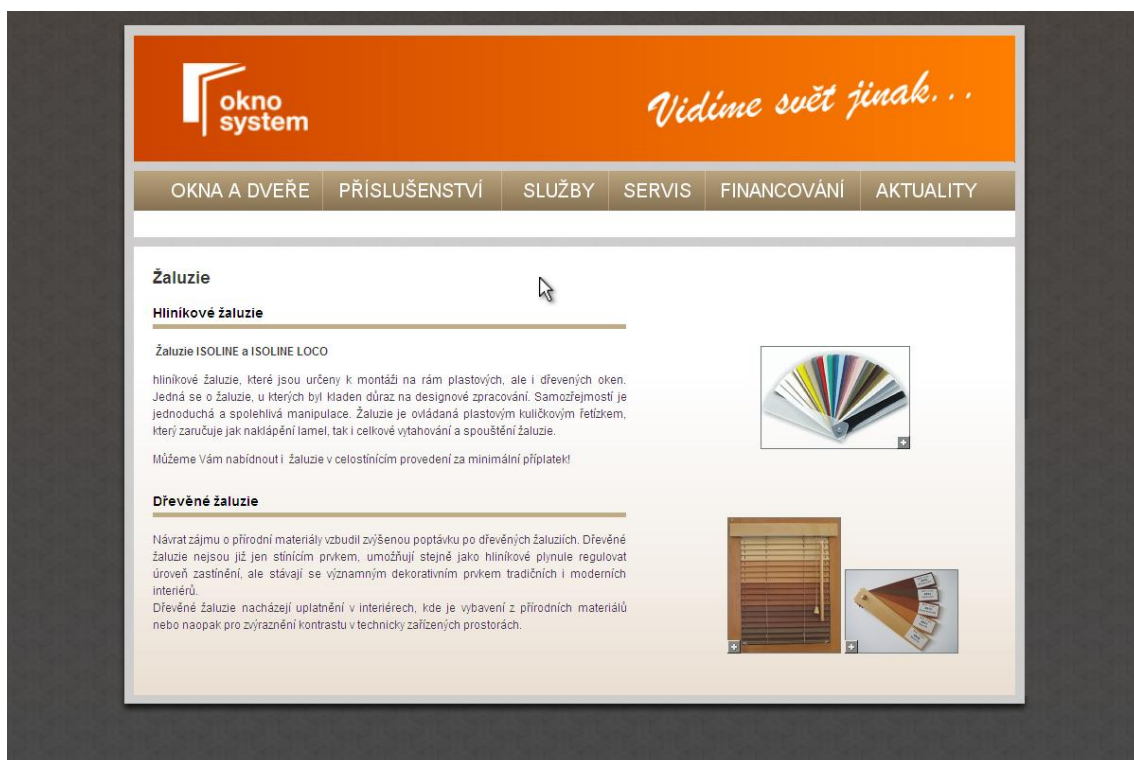 okno
system
Vidíme svět jinak...
OKNA A DVEŘE PŘÍSLUŠENSTVÍ SLUŽBY SERVIS FINANCOVÁNÍ AKTUALITY
Žaluzie
Hliníkové žaluzie
Žaluzie ISOLINE a ISOLINE LOCO
hliníkové žaluzie, které jsou určeny k montáži na rám plastových, ale i dřevených oken.
Jedná se o žaluzie, u kterých byl kladen důraz na designové zpracování. Samozřejmostí je
jednoduchá a spolehlivá manipulace. Žaluzie je ovládaná plastovým kuličkovým řetízkem,
který zaručuje jak naklápění lamel, tak i celkové vytahování a spouštění žaluzie.
Můžeme Vám nabídnout i žaluzie v celostínícím provedení za minimální příplatek!
Dřevěné žaluzie
Návrat zájmu o přírodní materiály vzbudil zvýšenou poptávku po dřevěných žaluziích. Dřevěné
žaluzie nejsou již jen stínícím prvkem, umožňují stejně jako hliníkové plynule regulovat
úroveň zastínění, ale stávají se významným dekorativním prvkem tradičních i moderních
interiérů.
Dřevěné žaluzie nacházejí uplatnění v interiérech, kde je vybavení z přírodních materiálů
nebo naopak pro zvýraznění kontrastu v technicky zařízených prostorách.